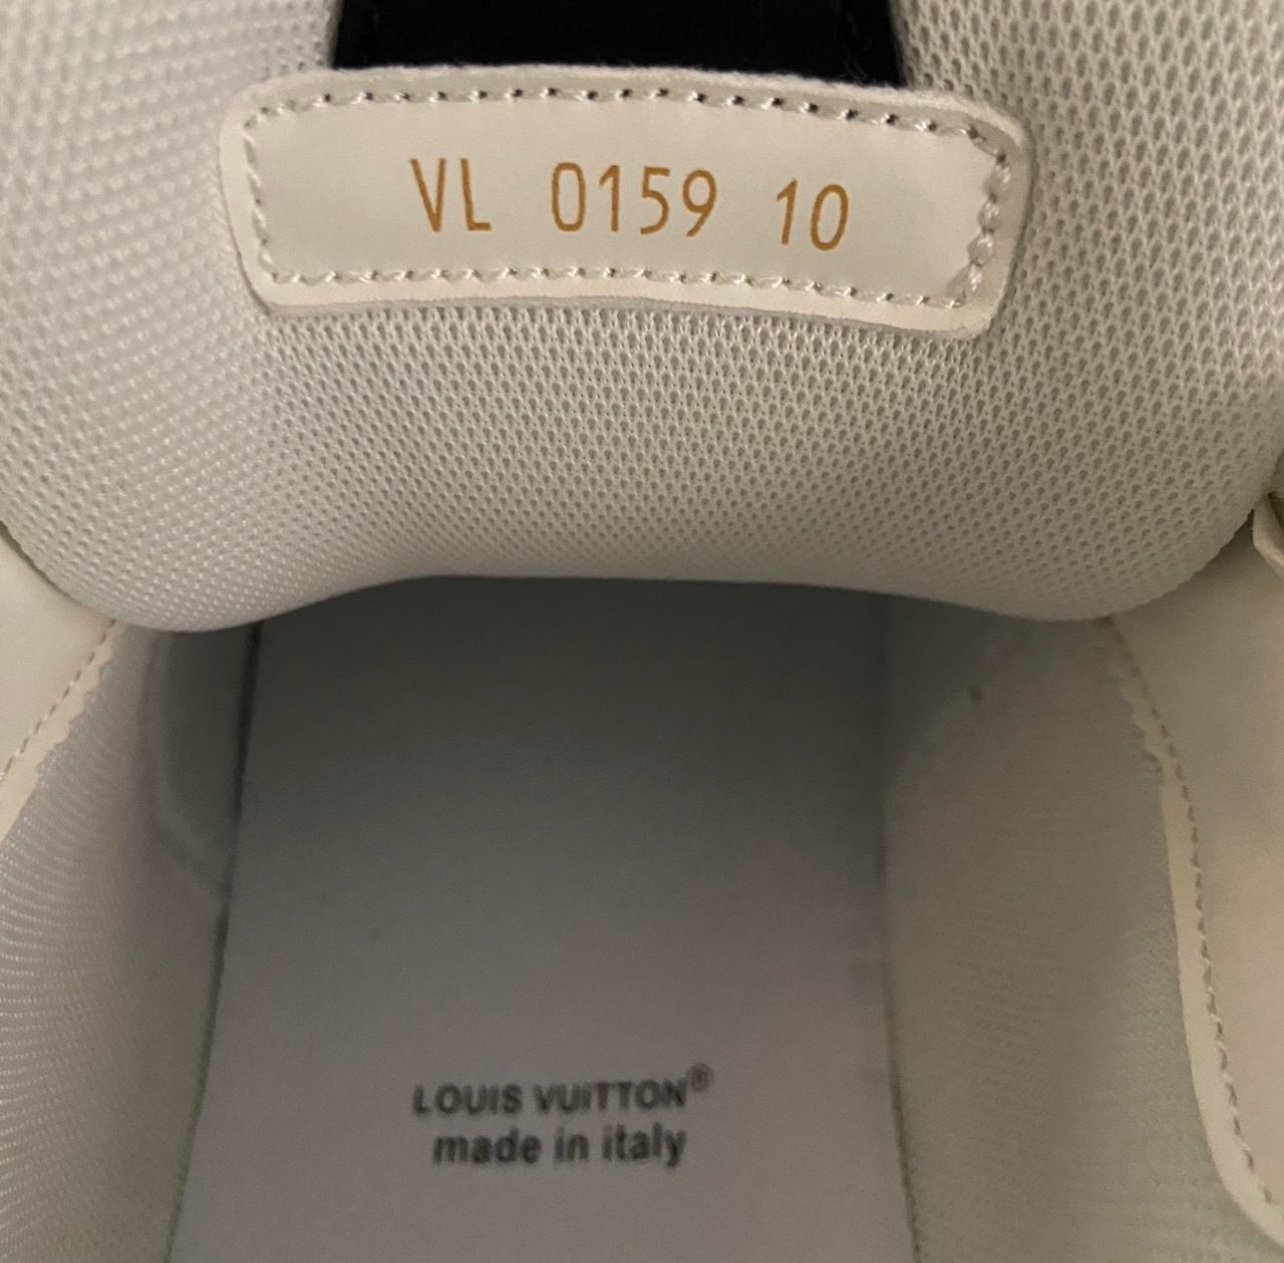 VL 0159 10
LOUIS VUITTON®
made in italy